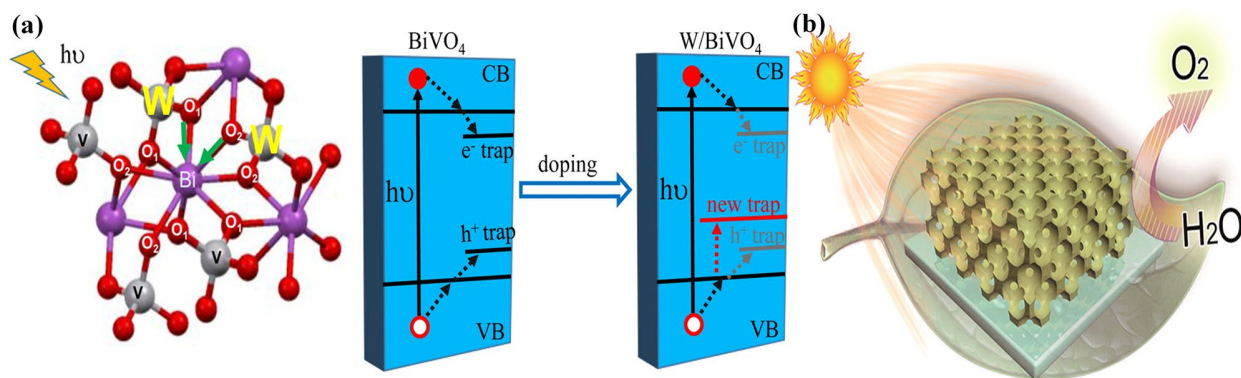 (a)
hυ
W
W
V
V
V
V
Bi
O₁
O₂
O₁
O₂
O₂
O₁
O₁
O₂
BiVO₄
CB
e⁻ trap
hυ
h⁺ trap
VB
doping
W/BiVO₄
CB
e⁻ trap
hυ
new trap
h⁺ trap
VB
(b)
O₂
H₂O